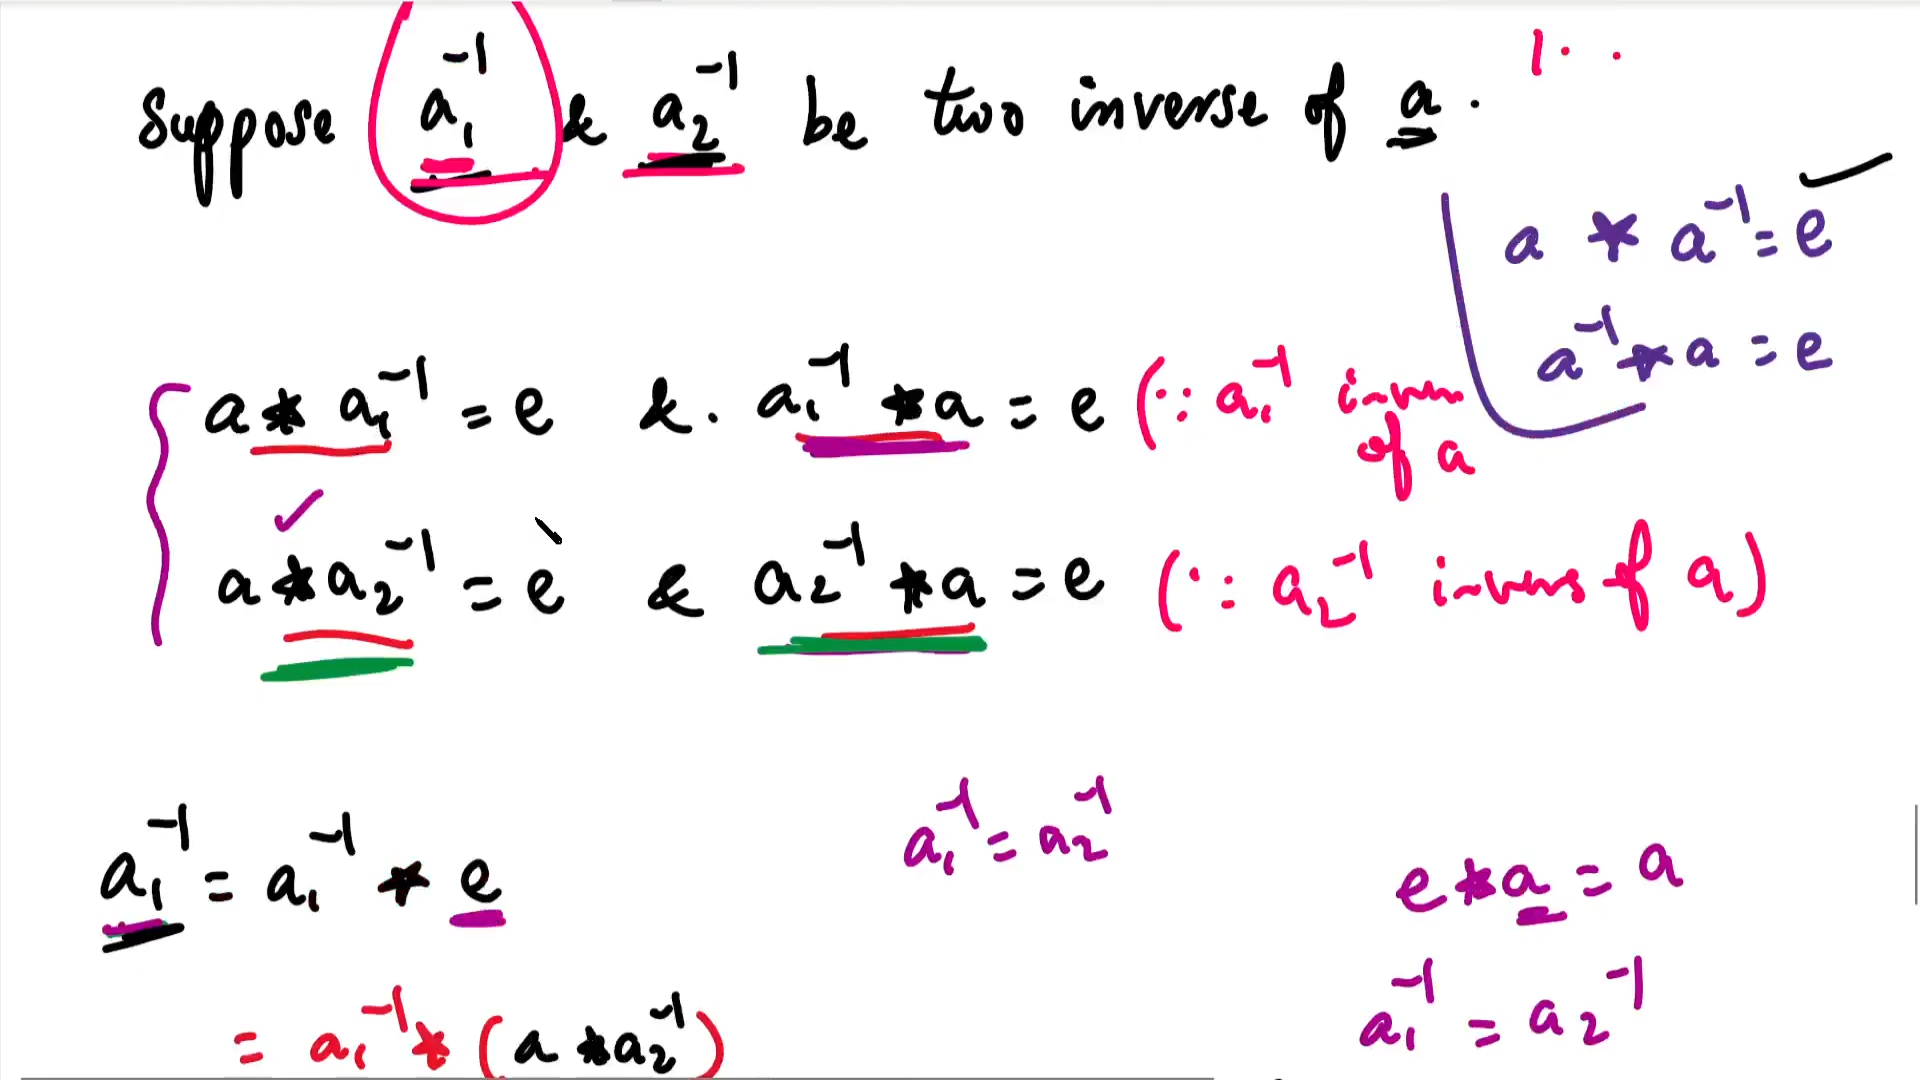 Suppose a₁⁻¹ & a₂⁻¹ be two inverse of a.
a * a⁻¹ = e
a⁻¹ * a = e
a * a₁⁻¹ = e &. a₁⁻¹ * a = e (∵ a₁⁻¹ inver
of a
a * a₂⁻¹ = e & a₂⁻¹ * a = e (∵ a₂⁻¹ invers of a)
a₁⁻¹ = a₂⁻¹
a₁⁻¹ = a₁⁻¹ * e
e * a = a
a₁⁻¹ = a₂⁻¹
= a₁⁻¹ * (a * a₂⁻¹)